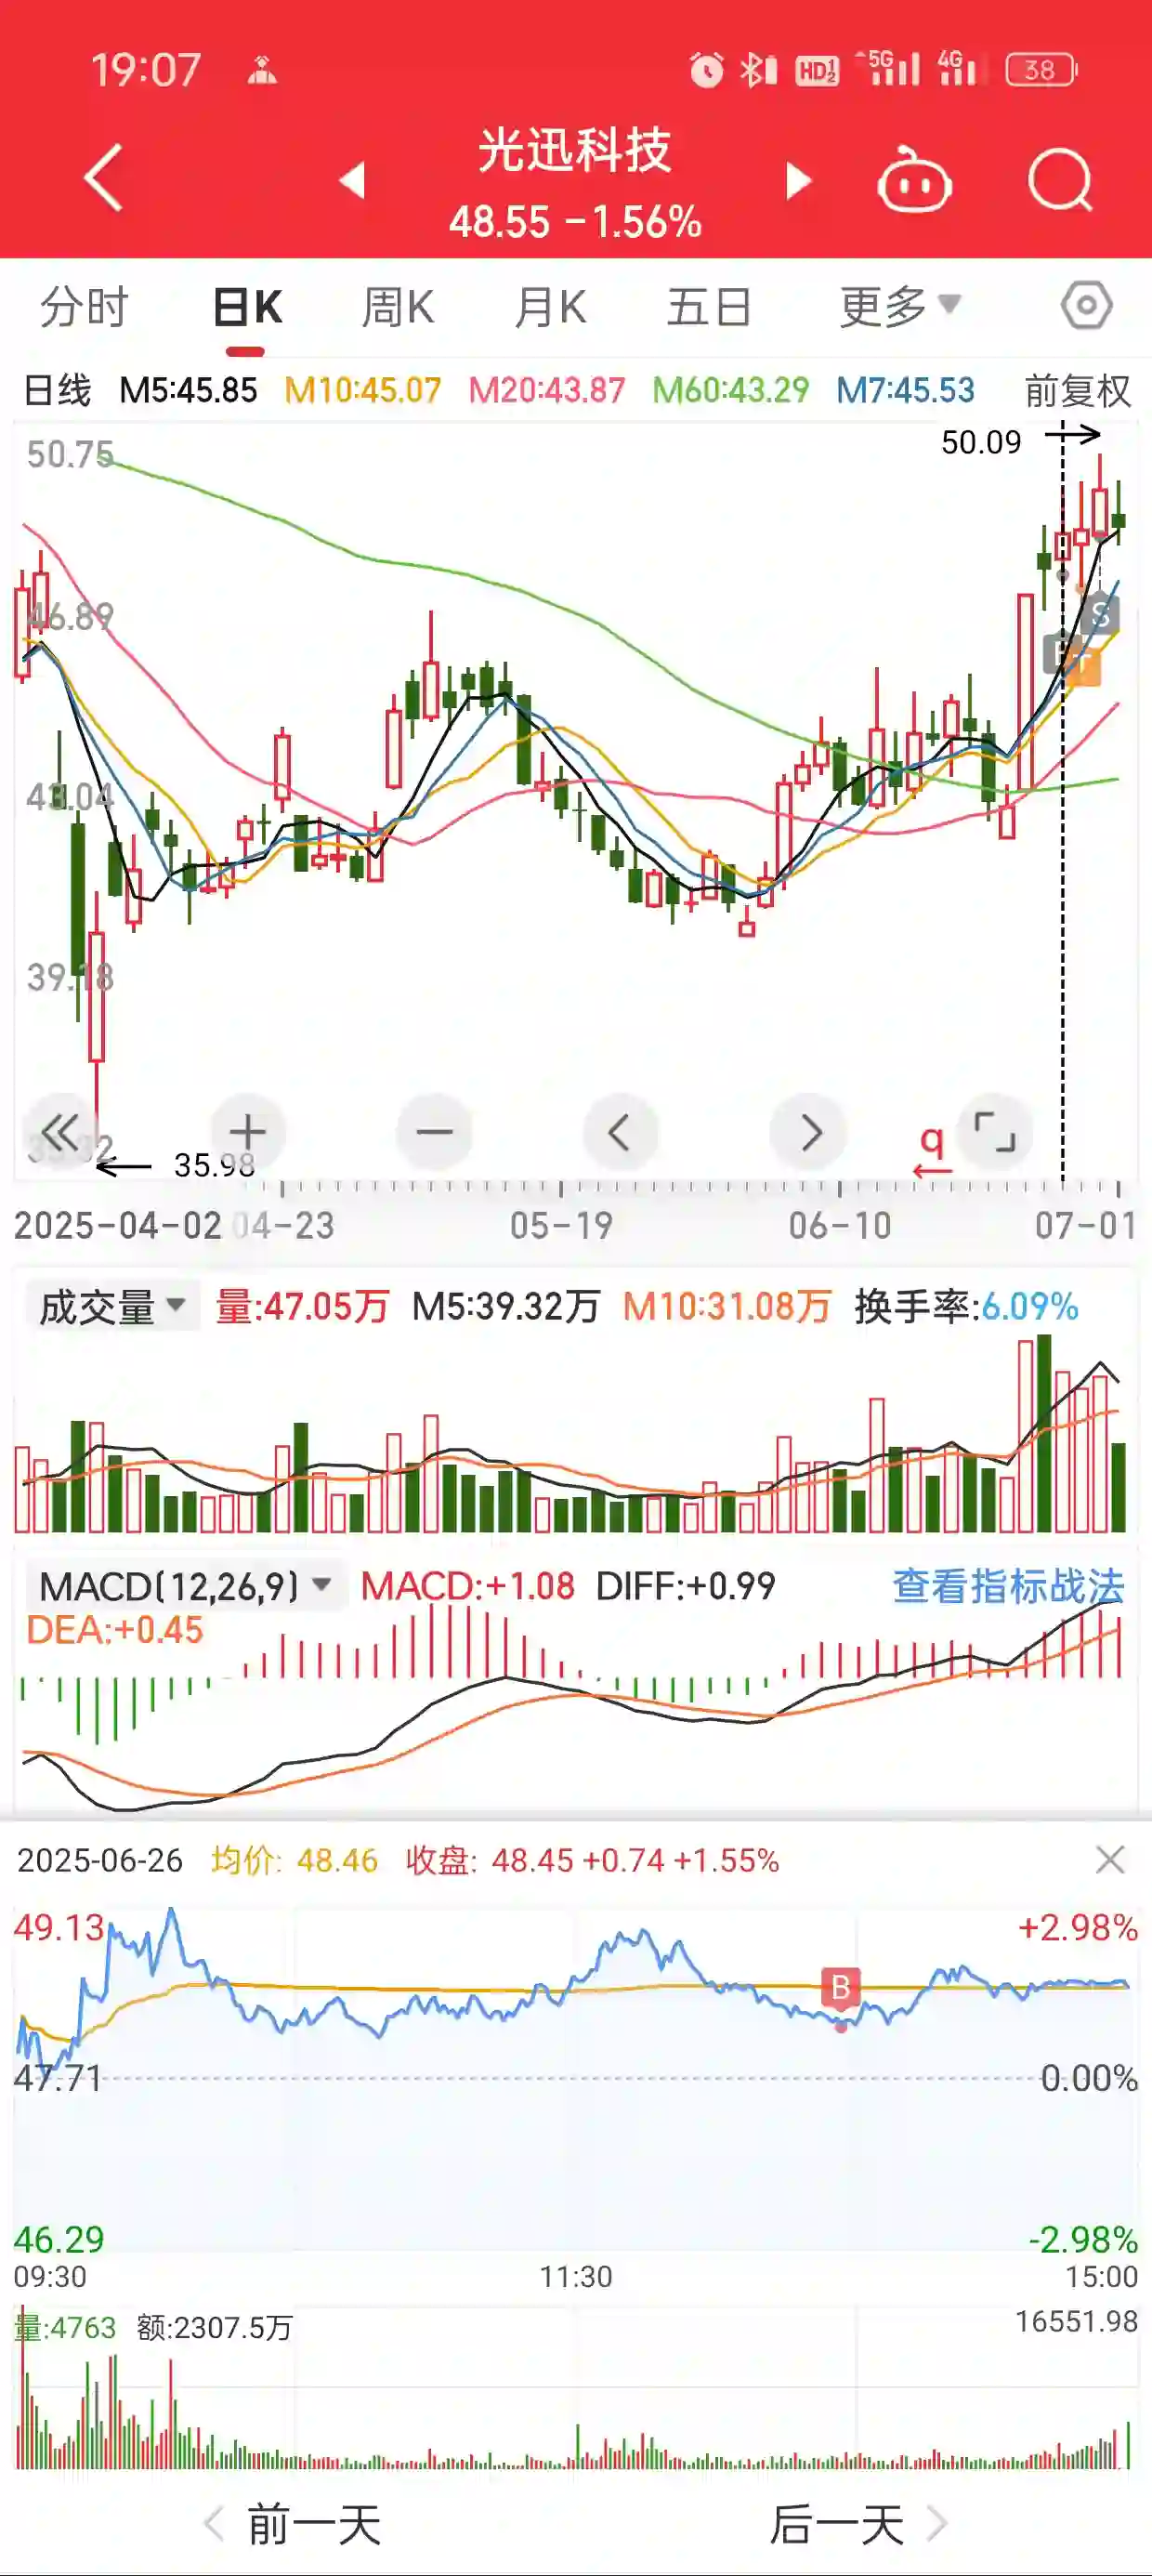 19:07 HD 1 2 5G 4G 38
光迅科技
48.55 -1.56%
分时 日K 周K 月K 五日 更多
日线 M5:45.85 M10:45.07 M20:43.87 M60:43.29 M7:45.53 前复权
50.75
50.09
46.89
S
T
43.04
39.18
q
35.98
2025-04-02 04-23 05-19 06-10 07-01
成交量 量:47.05万 M5:39.32万 M10:31.08万 换手率:6.09%
MACD(12,26,9) MACD:+1.08 DIFF:+0.99 查看指标战法
DEA:+0.45
2025-06-26 均价: 48.46 收盘: 48.45 +0.74 +1.55%
49.13 +2.98%
B
47.71 0.00%
46.29 -2.98%
09:30 11:30 15:00
量:4763 额:2307.5万 16551.98
前一天 后一天